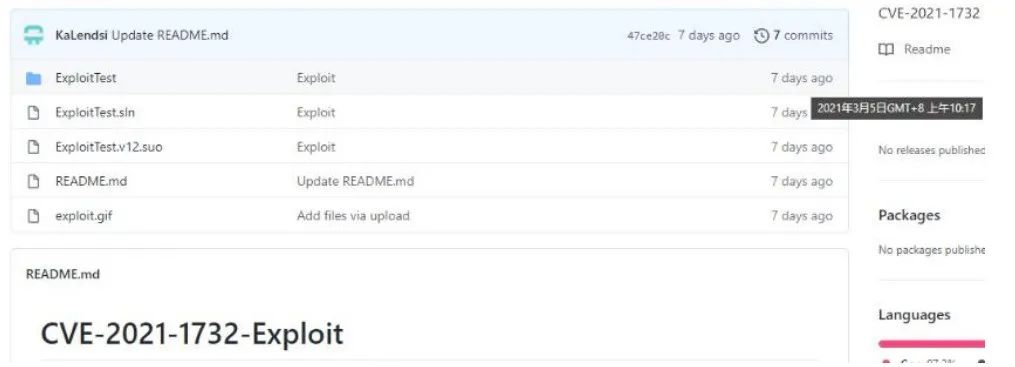 KaLendsi Update README.md 47ce20c 7 days ago 7 commits
ExploitTest Exploit 7 days ago
ExploitTest.sln Exploit 7 days
ExploitTest.v12.suo Exploit 7 days ago
README.md Update README.md 7 days ago
exploit.gif Add files via upload 7 days ago
README.md
CVE-2021-1732-Exploit
CVE-2021-1732
Readme
2021年3月5日GMT+8 上午10:17
No releases published
Packages
No packages publishe
Languages